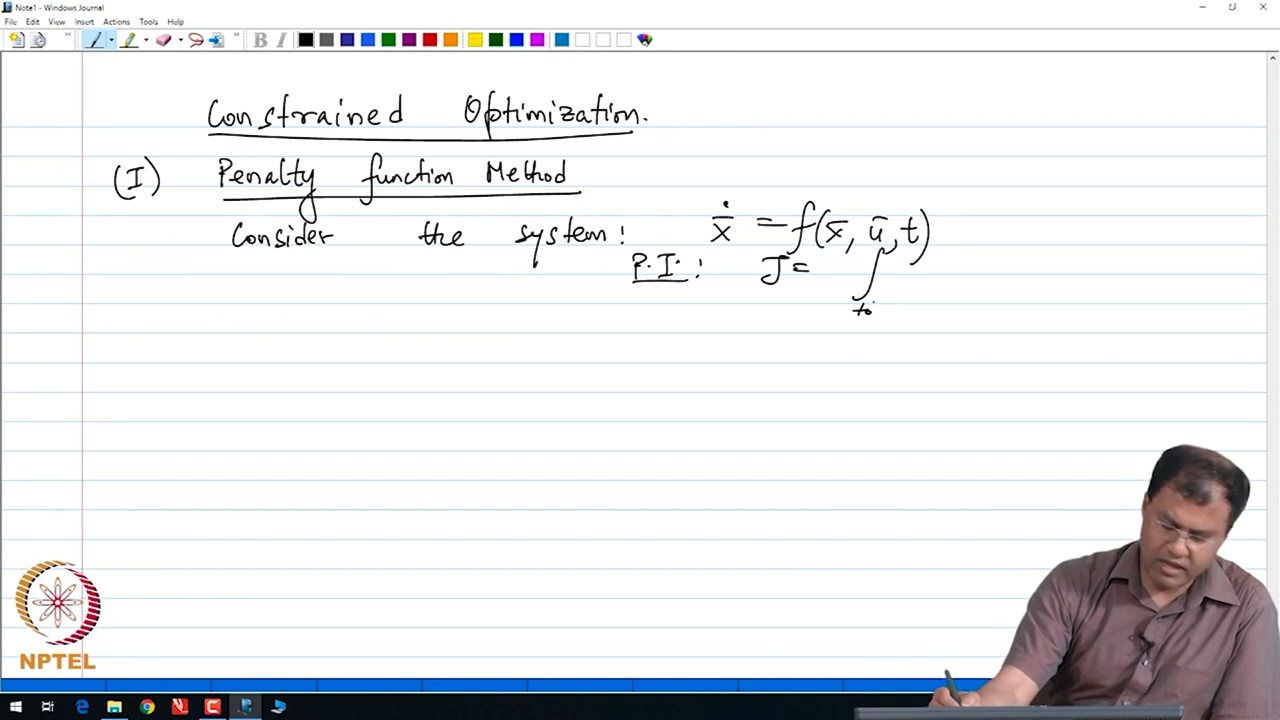 Note1 - Windows Journal
File Edit View Insert Actions Tools Help
B I
Constrained Optimization.
(I) Penalty function Method
Consider the system: ẋ̄ = f(x̄, ū, t)
P.I.: J = ∫
t₀
NPTEL